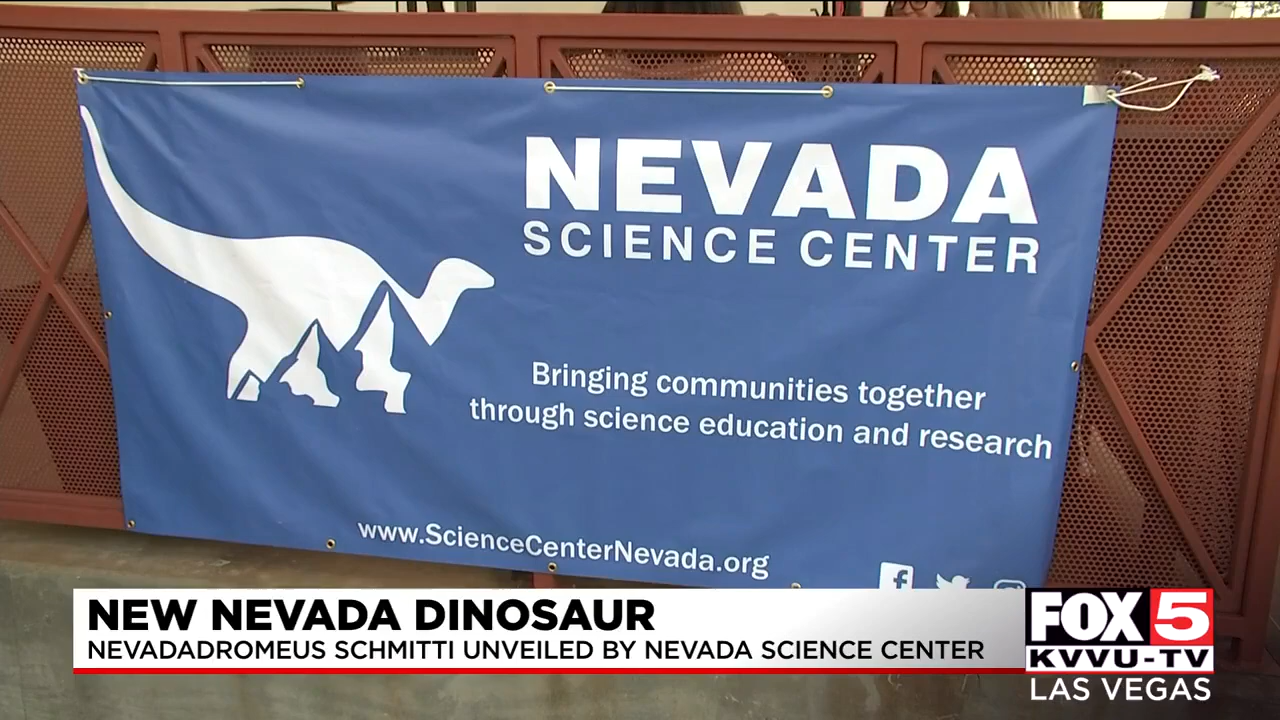 NEVADA
SCIENCE CENTER
Bringing communities together
through science education and research
www.ScienceCenterNevada.org
NEW NEVADA DINOSAUR
NEVADADROMEUS SCHMITTI UNVEILED BY NEVADA SCIENCE CENTER
FOX 5
KVVU-TV
LAS VEGAS